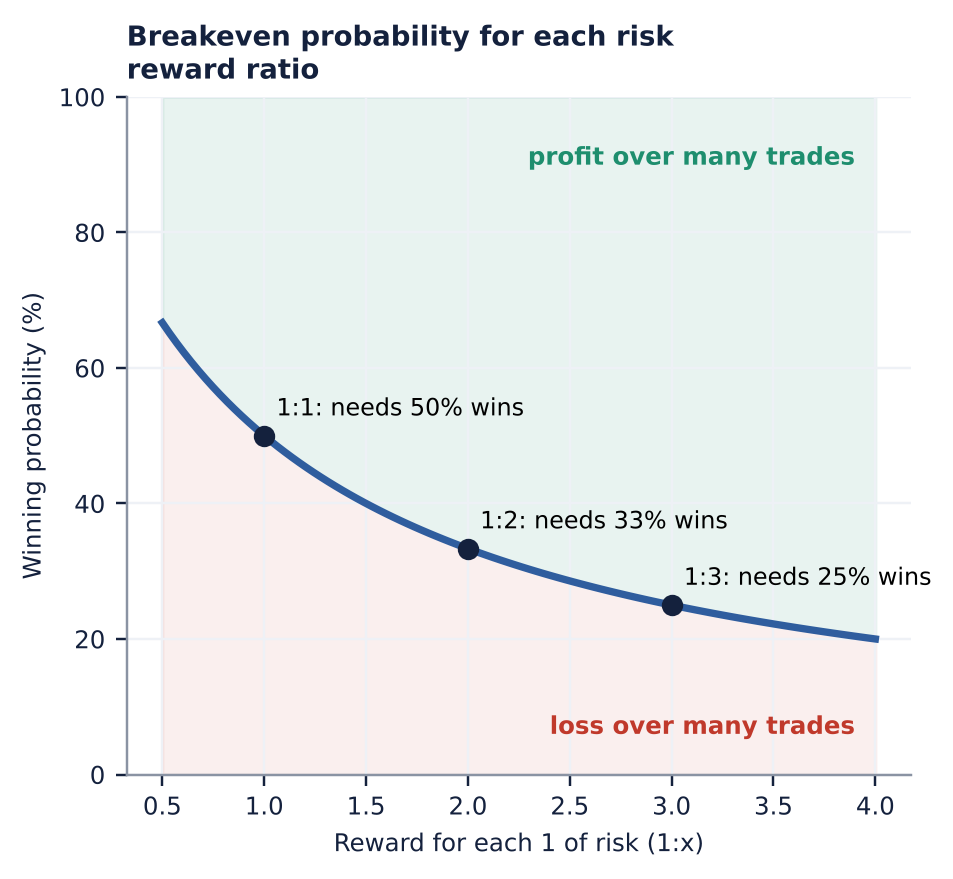 Breakeven probability for each risk
reward ratio
100
80
60
40
20
0
Winning probability (%)
profit over many trades
1:1: needs 50% wins
1:2: needs 33% wins
1:3: needs 25% wins
loss over many trades
0.5 1.0 1.5 2.0 2.5 3.0 3.5 4.0
Reward for each 1 of risk (1:x)